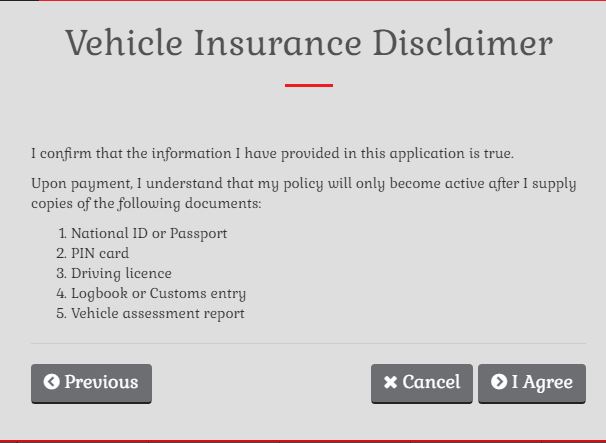 Vehicle Insurance Disclaimer
I confirm that the information I have provided in this application is true.
Upon payment, I understand that my policy will only become active after I supply
copies of the following documents:
1. National ID or Passport
2. PIN card
3. Driving licence
4. Logbook or Customs entry
5. Vehicle assessment report
Previous
Cancel
I Agree